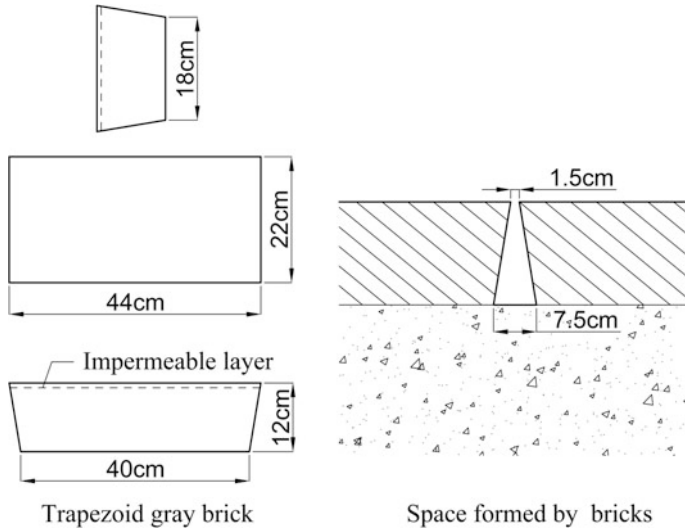 18cm
22cm
44cm
Impermeable layer
12cm
40cm
Trapezoid gray brick
1.5cm
7.5cm
Space formed by bricks